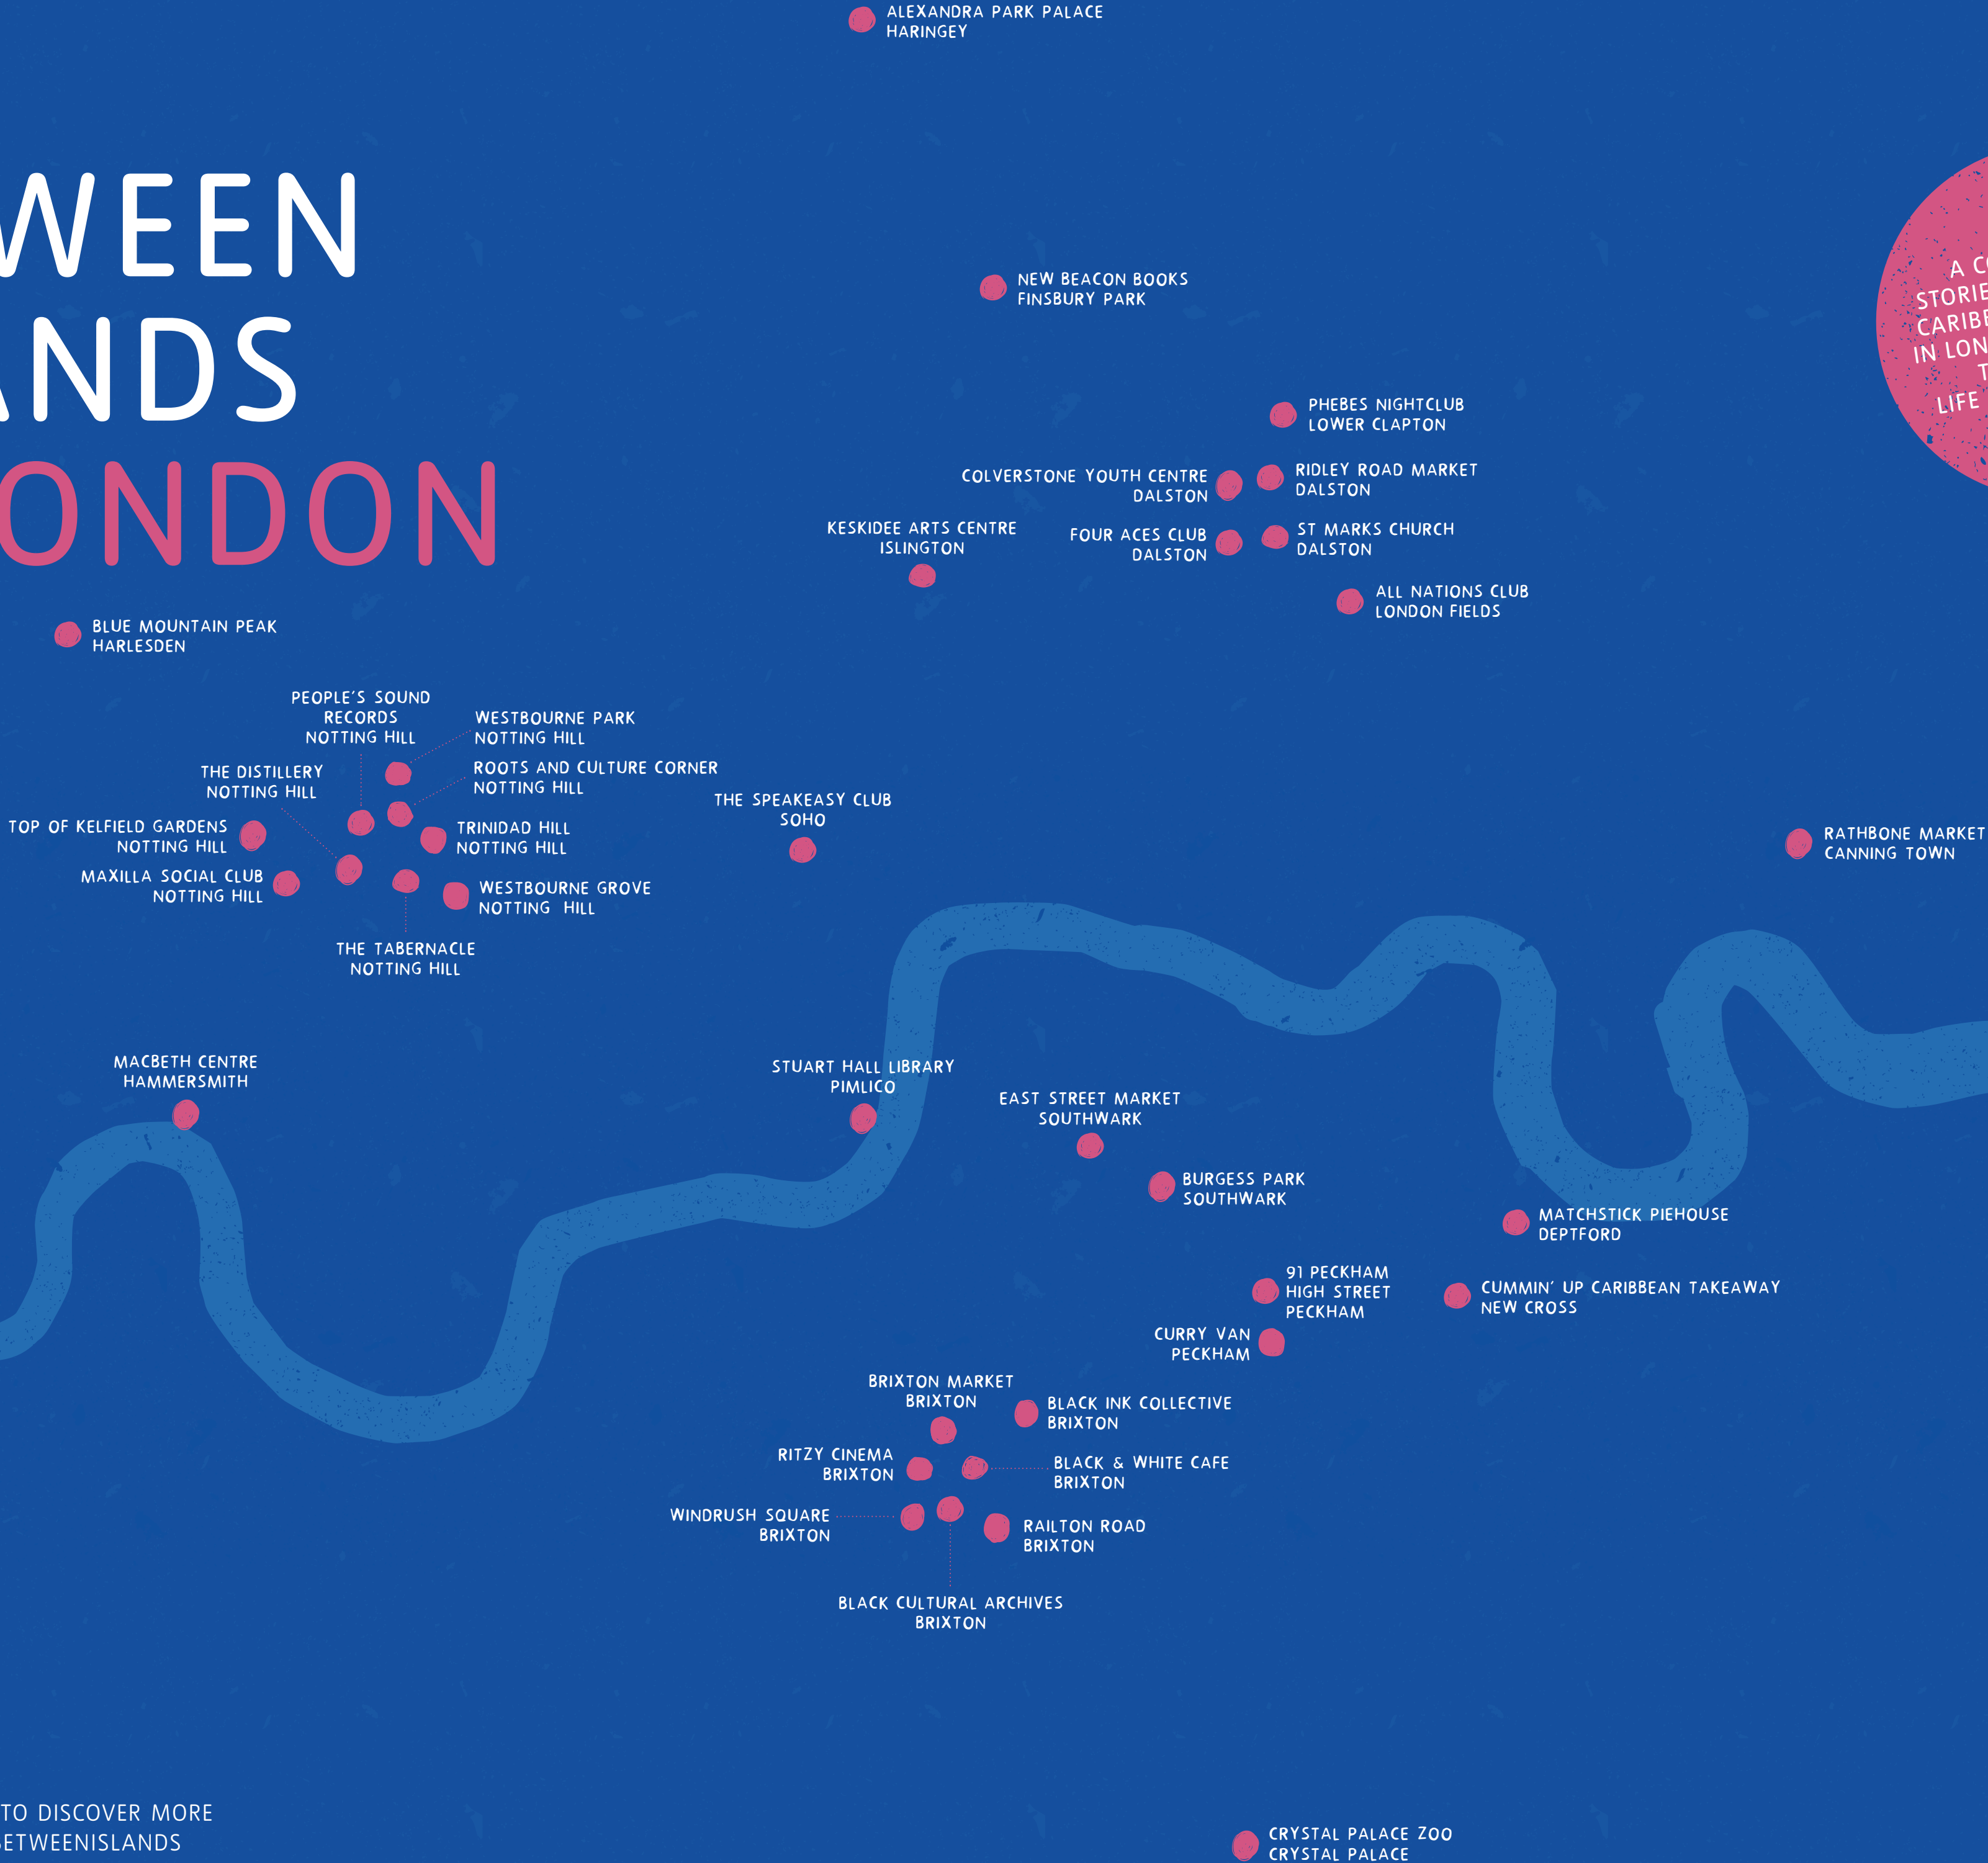 ALEXANDRA PARK PALACE
HARINGEY
WEEN
ANDS
ONDON
A CO
STORIE
CARIBB
IN LON
T
LIFE
NEW BEACON BOOKS
FINSBURY PARK
PHEBES NIGHTCLUB
LOWER CLAPTON
COLVERSTONE YOUTH CENTRE
DALSTON
RIDLEY ROAD MARKET
DALSTON
KESKIDEE ARTS CENTRE
ISLINGTON
FOUR ACES CLUB
DALSTON
ST MARKS CHURCH
DALSTON
ALL NATIONS CLUB
LONDON FIELDS
BLUE MOUNTAIN PEAK
HARLESDEN
PEOPLE'S SOUND
RECORDS
NOTTING HILL
WESTBOURNE PARK
NOTTING HILL
THE DISTILLERY
NOTTING HILL
ROOTS AND CULTURE CORNER
NOTTING HILL
THE SPEAKEASY CLUB
SOHO
TOP OF KELFIELD GARDENS
NOTTING HILL
TRINIDAD HILL
NOTTING HILL
RATHBONE MARKET
CANNING TOWN
MAXILLA SOCIAL CLUB
NOTTING HILL
WESTBOURNE GROVE
NOTTING HILL
THE TABERNACLE
NOTTING HILL
MACBETH CENTRE
HAMMERSMITH
STUART HALL LIBRARY
PIMLICO
EAST STREET MARKET
SOUTHWARK
BURGESS PARK
SOUTHWARK
MATCHSTICK PIEHOUSE
DEPTFORD
91 PECKHAM
HIGH STREET
PECKHAM
CUMMIN' UP CARIBBEAN TAKEAWAY
NEW CROSS
CURRY VAN
PECKHAM
BRIXTON MARKET
BRIXTON
BLACK INK COLLECTIVE
BRIXTON
RITZY CINEMA
BRIXTON
BLACK & WHITE CAFE
BRIXTON
WINDRUSH SQUARE
BRIXTON
RAILTON ROAD
BRIXTON
BLACK CULTURAL ARCHIVES
BRIXTON
TO DISCOVER MORE
BETWEENISLANDS
CRYSTAL PALACE ZOO
CRYSTAL PALACE